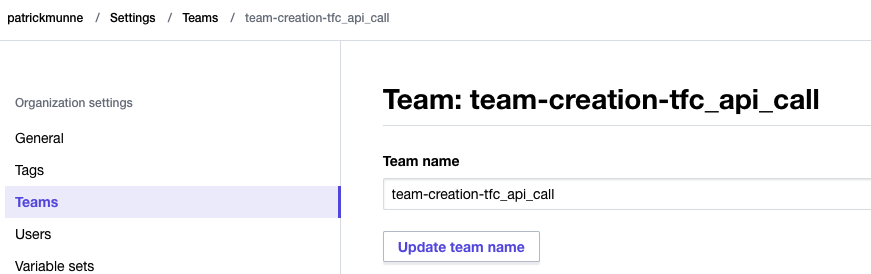 patrickmunne / Settings / Teams / team-creation-tfc_api_call
Organization settings
General
Tags
Teams
Users
Variable sets
Team: team-creation-tfc_api_call
Team name
team-creation-tfc_api_call
Update team name